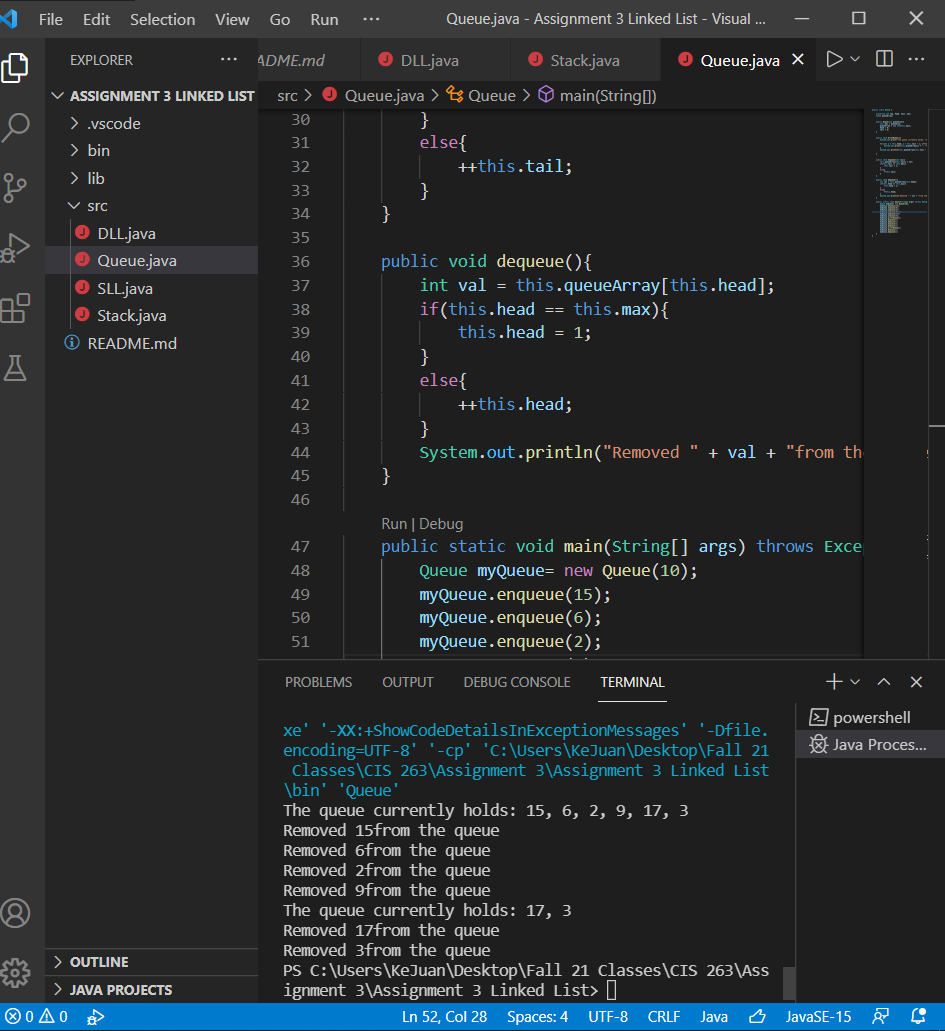 File Edit Selection View Go Run ··· Queue.java - Assignment 3 Linked List - Visual ...
EXPLORER ···
ADME.md DLL.java Stack.java Queue.java
ASSIGNMENT 3 LINKED LIST
src > Queue.java > Queue > main(String[])
.vscode
bin
lib
src
DLL.java
Queue.java
SLL.java
Stack.java
README.md
30 }
31 else{
32 ++this.tail;
33 }
34 }
35
36 public void dequeue(){
37 int val = this.queueArray[this.head];
38 if(this.head == this.max){
39 this.head = 1;
40 }
41 else{
42 ++this.head;
43 }
44 System.out.println("Removed " + val + "from th
45 }
46
Run | Debug
47 public static void main(String[] args) throws Exce
48 Queue myQueue= new Queue(10);
49 myQueue.enqueue(15);
50 myQueue.enqueue(6);
51 myQueue.enqueue(2);
PROBLEMS OUTPUT DEBUG CONSOLE TERMINAL
powershell
Java Proces...
xe' '-XX:+ShowCodeDetailsInExceptionMessages' '-Dfile.
encoding=UTF-8' '-cp' 'C:\Users\KeJuan\Desktop\Fall 21
Classes\CIS 263\Assignment 3\Assignment 3 Linked List
\bin' 'Queue'
The queue currently holds: 15, 6, 2, 9, 17, 3
Removed 15from the queue
Removed 6from the queue
Removed 2from the queue
Removed 9from the queue
The queue currently holds: 17, 3
Removed 17from the queue
Removed 3from the queue
PS C:\Users\KeJuan\Desktop\Fall 21 Classes\CIS 263\Ass
ignment 3\Assignment 3 Linked List>
OUTLINE
JAVA PROJECTS
0 0 Ln 52, Col 28 Spaces: 4 UTF-8 CRLF Java JavaSE-15